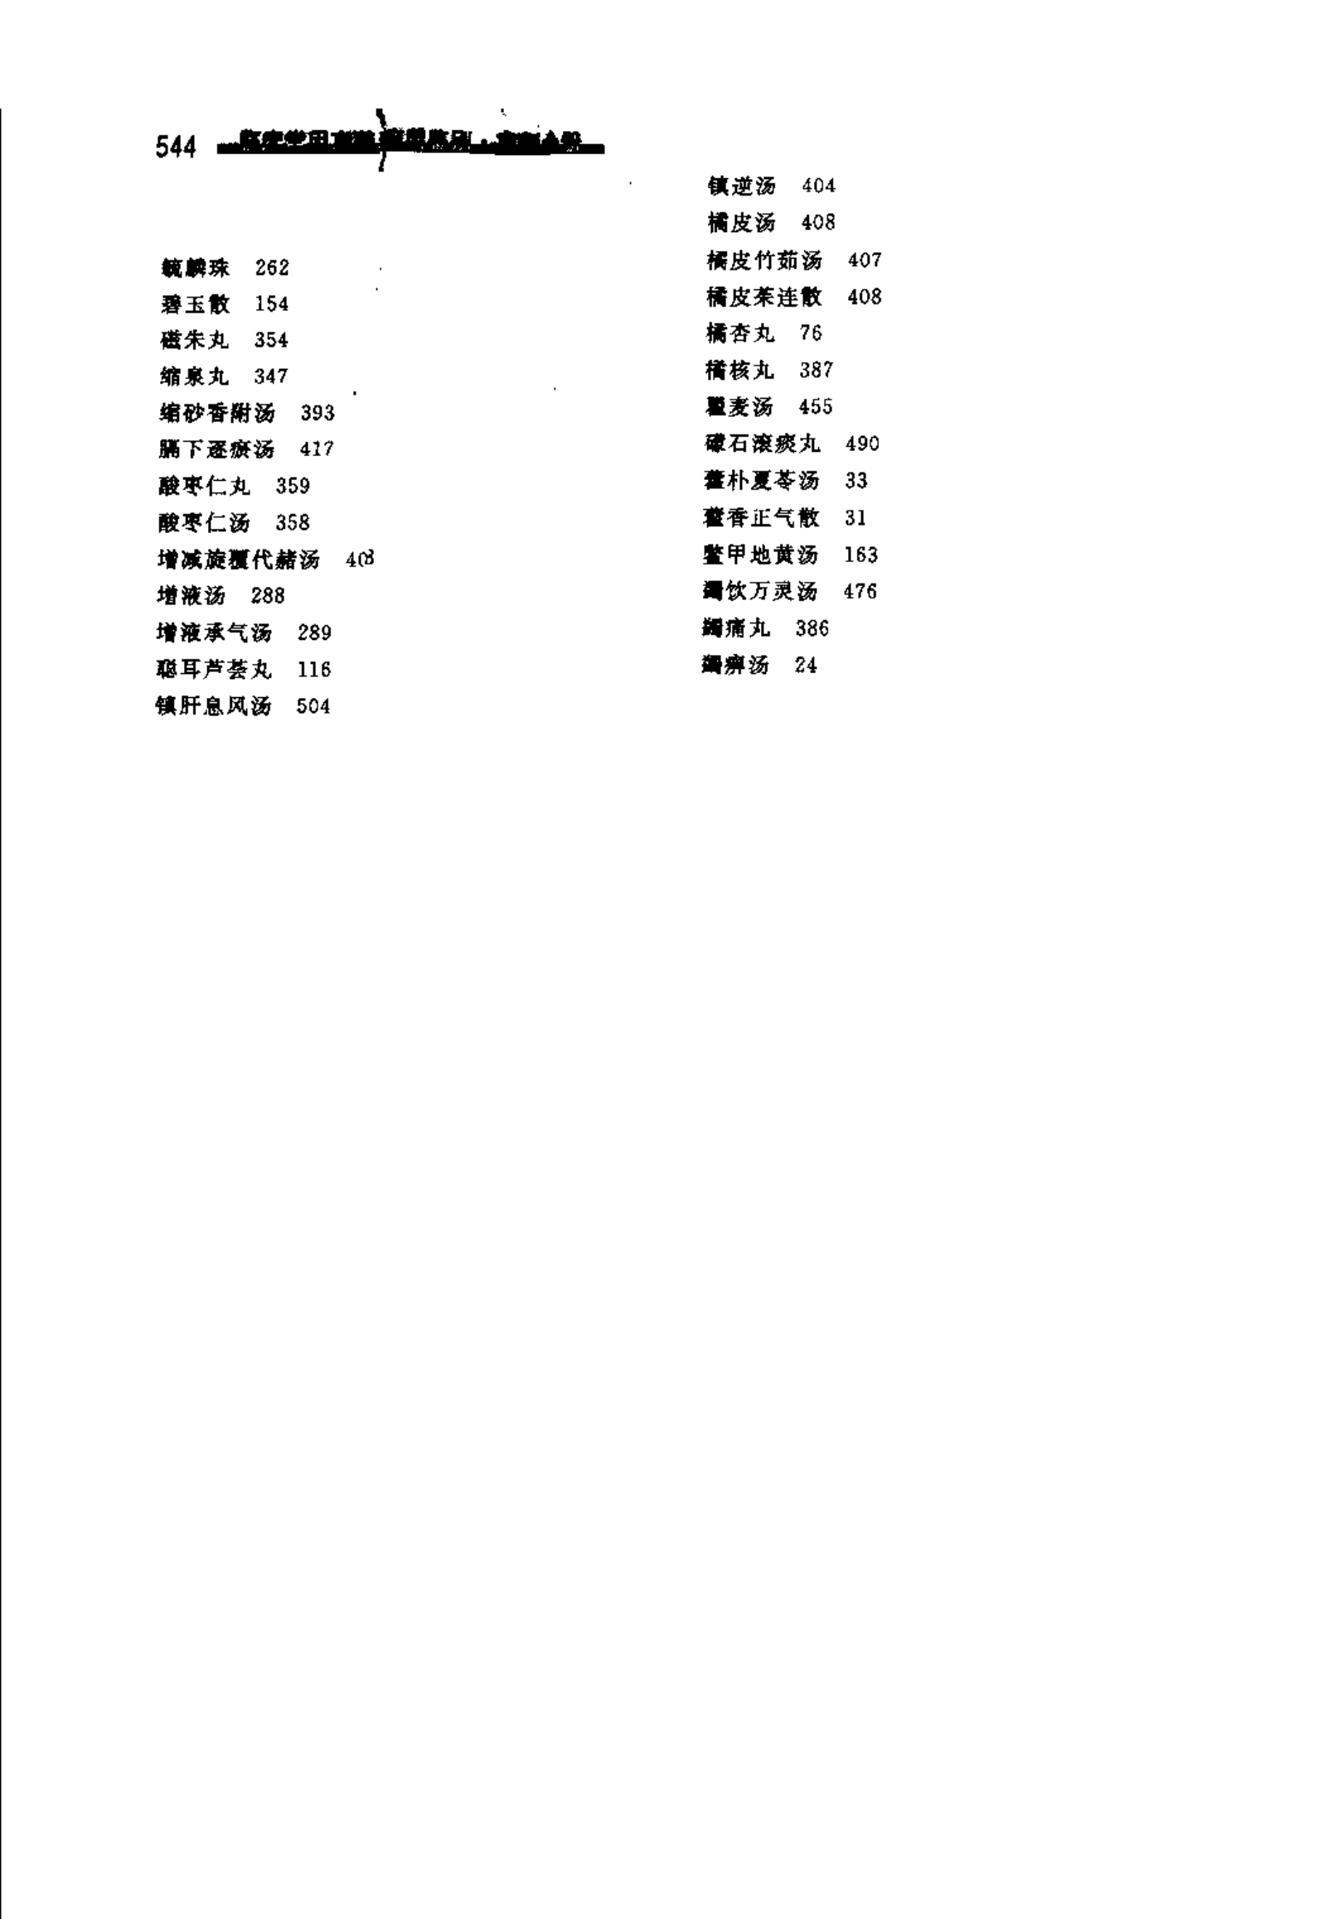 544
毓麟珠 262
碧玉散 154
磁朱丸 354
缩泉丸 347
缩砂香附汤 393
膈下逐瘀汤 417
酸枣仁丸 359
酸枣仁汤 358
增减旋覆代赭汤 408
增液汤 288
增液承气汤 289
聪耳芦荟丸 116
镇肝息风汤 504
镇逆汤 404
橘皮汤 408
橘皮竹茹汤 407
橘皮茱连散 408
橘杏丸 76
橘核丸 387
瞿麦汤 455
礞石滚痰丸 490
藿朴夏苓汤 33
藿香正气散 31
鳖甲地黄汤 163
蠲饮万灵汤 476
蠲痛丸 386
蠲痹汤 24